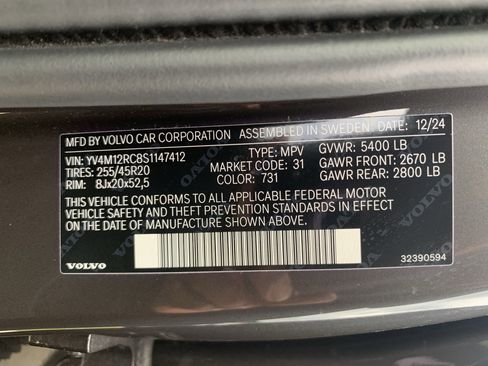 MFD BY VOLVO CAR CORPORATION ASSEMBLED IN SWEDEN DATE: 12/24
VIN: YV4M12RC8S1147412 TYPE: MPV GVWR: 5400 LB
TIRES: 255/45R20 MARKET CODE: 31 GAWR FRONT: 2670 LB
RIM: 8Jx20x52,5 COLOR: 731 GAWR REAR: 2800 LB
THIS VEHICLE CONFORMS TO ALL APPLICABLE FEDERAL MOTOR
VEHICLE SAFETY AND THEFT PREVENTION STANDARDS IN EFFECT
ON THE DATE OF MANUFACTURE SHOWN ABOVE.
VOLVO 32390594